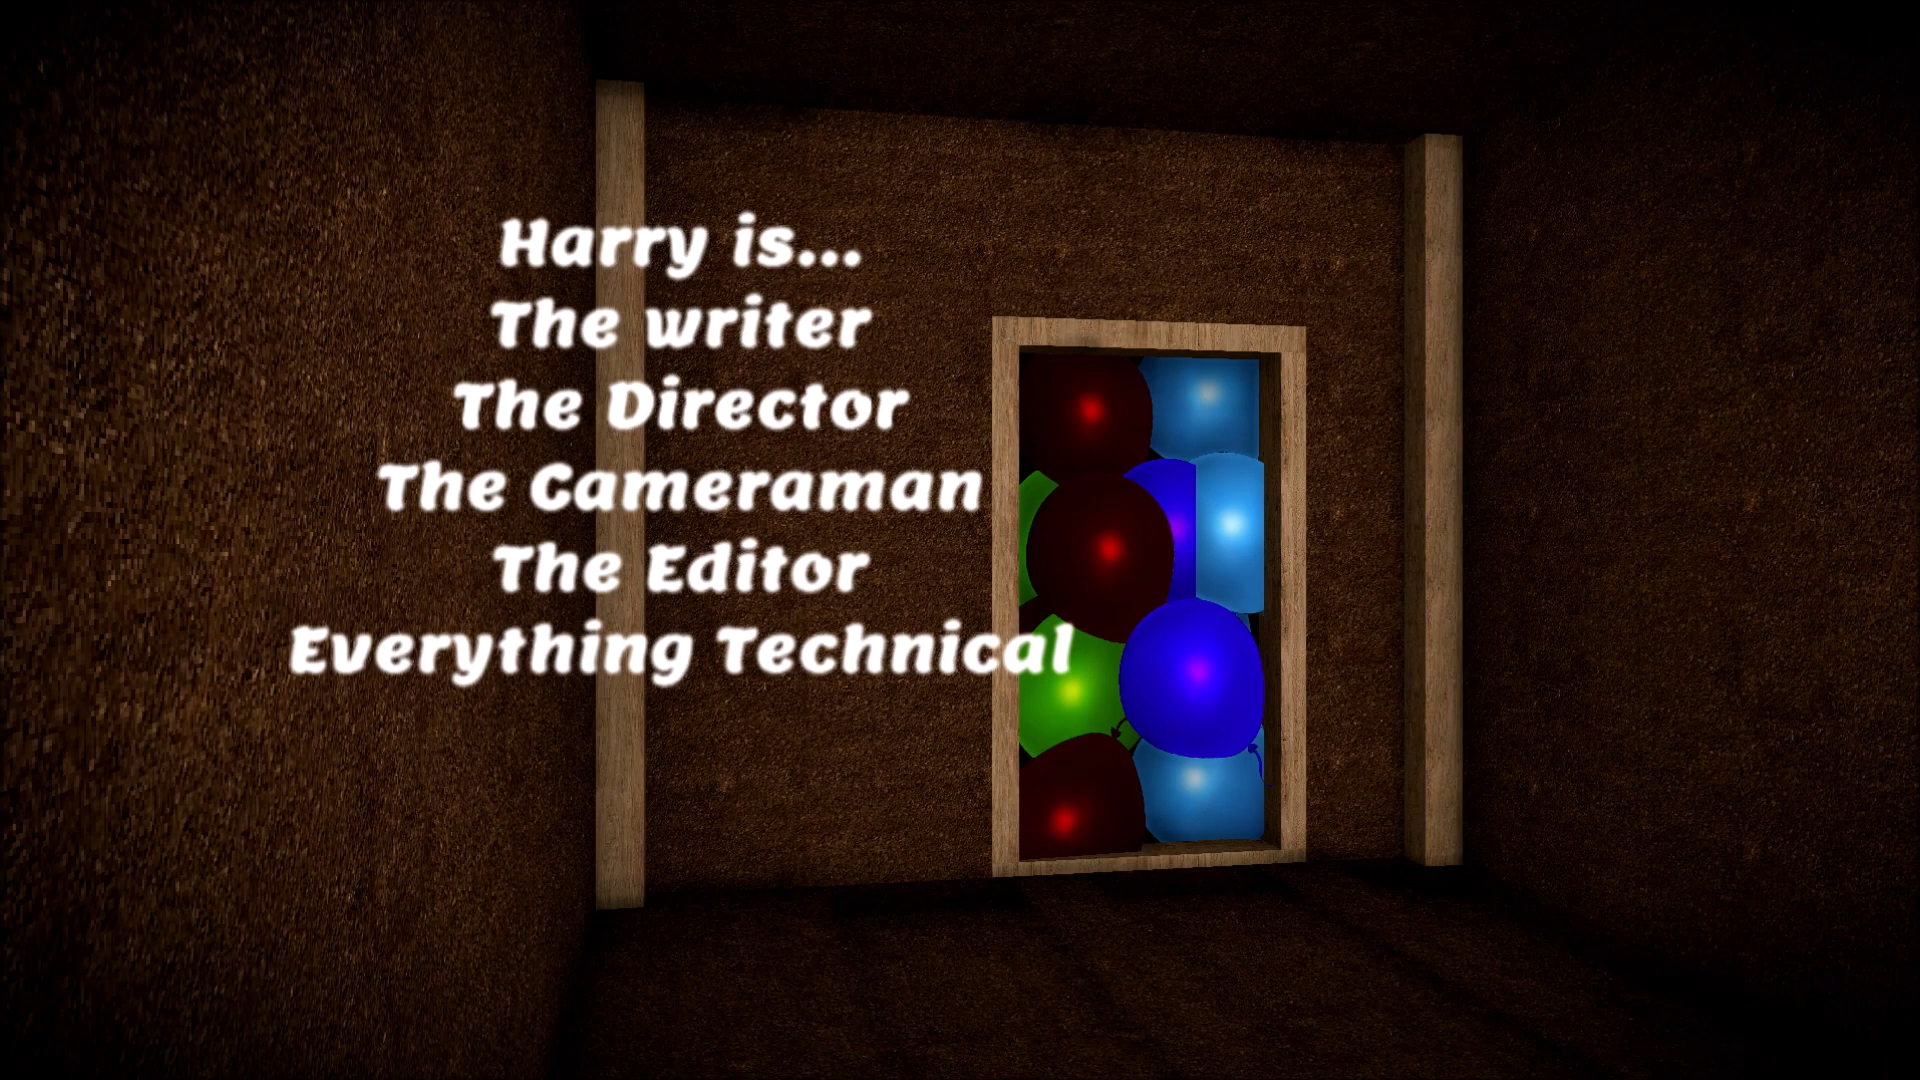 Harry is...
The writer
The Director
The Cameraman
The Editor
Everything Technical